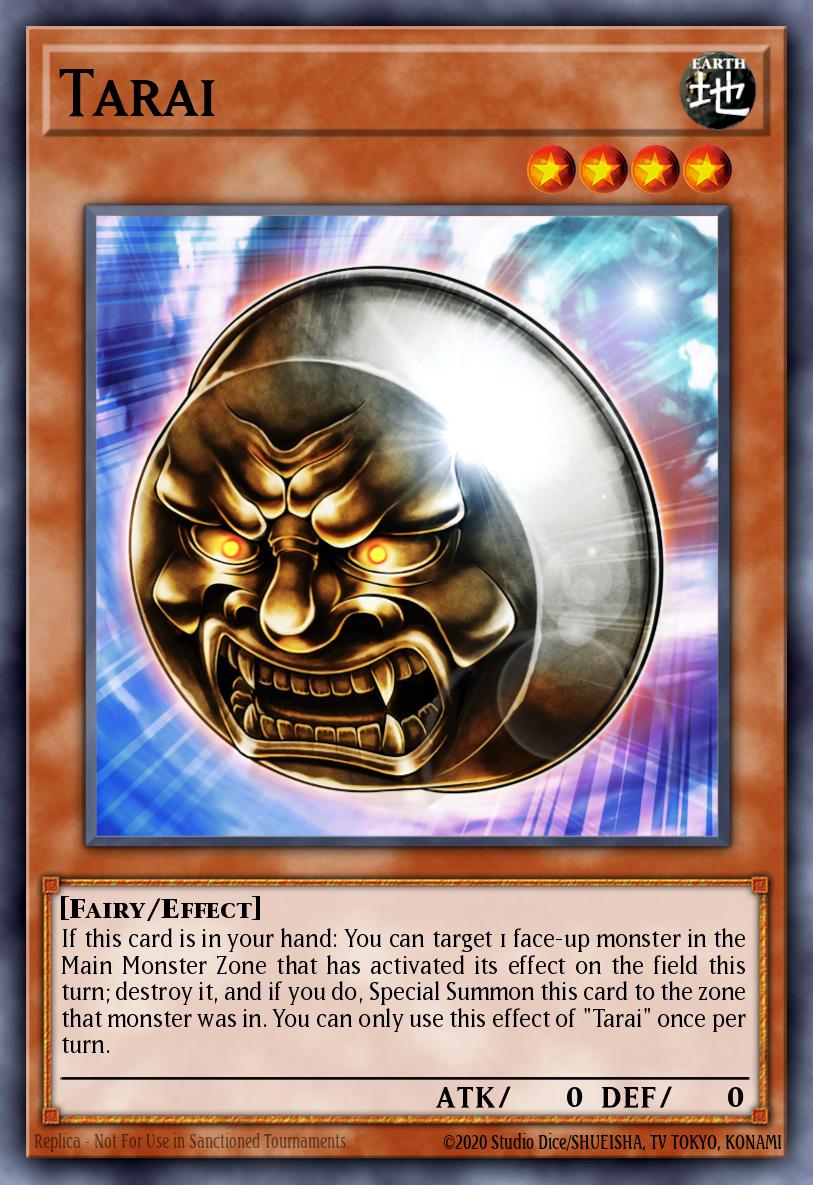 Tarai
EARTH
地
[Fairy/Effect]
If this card is in your hand: You can target 1 face-up monster in the
Main Monster Zone that has activated its effect on the field this
turn; destroy it, and if you do, Special Summon this card to the zone
that monster was in. You can only use this effect of "Tarai" once per
turn.
ATK/ 0 DEF/ 0
Replica - Not For Use in Sanctioned Tournaments.
©2020 Studio Dice/SHUEISHA, TV TOKYO, KONAMI